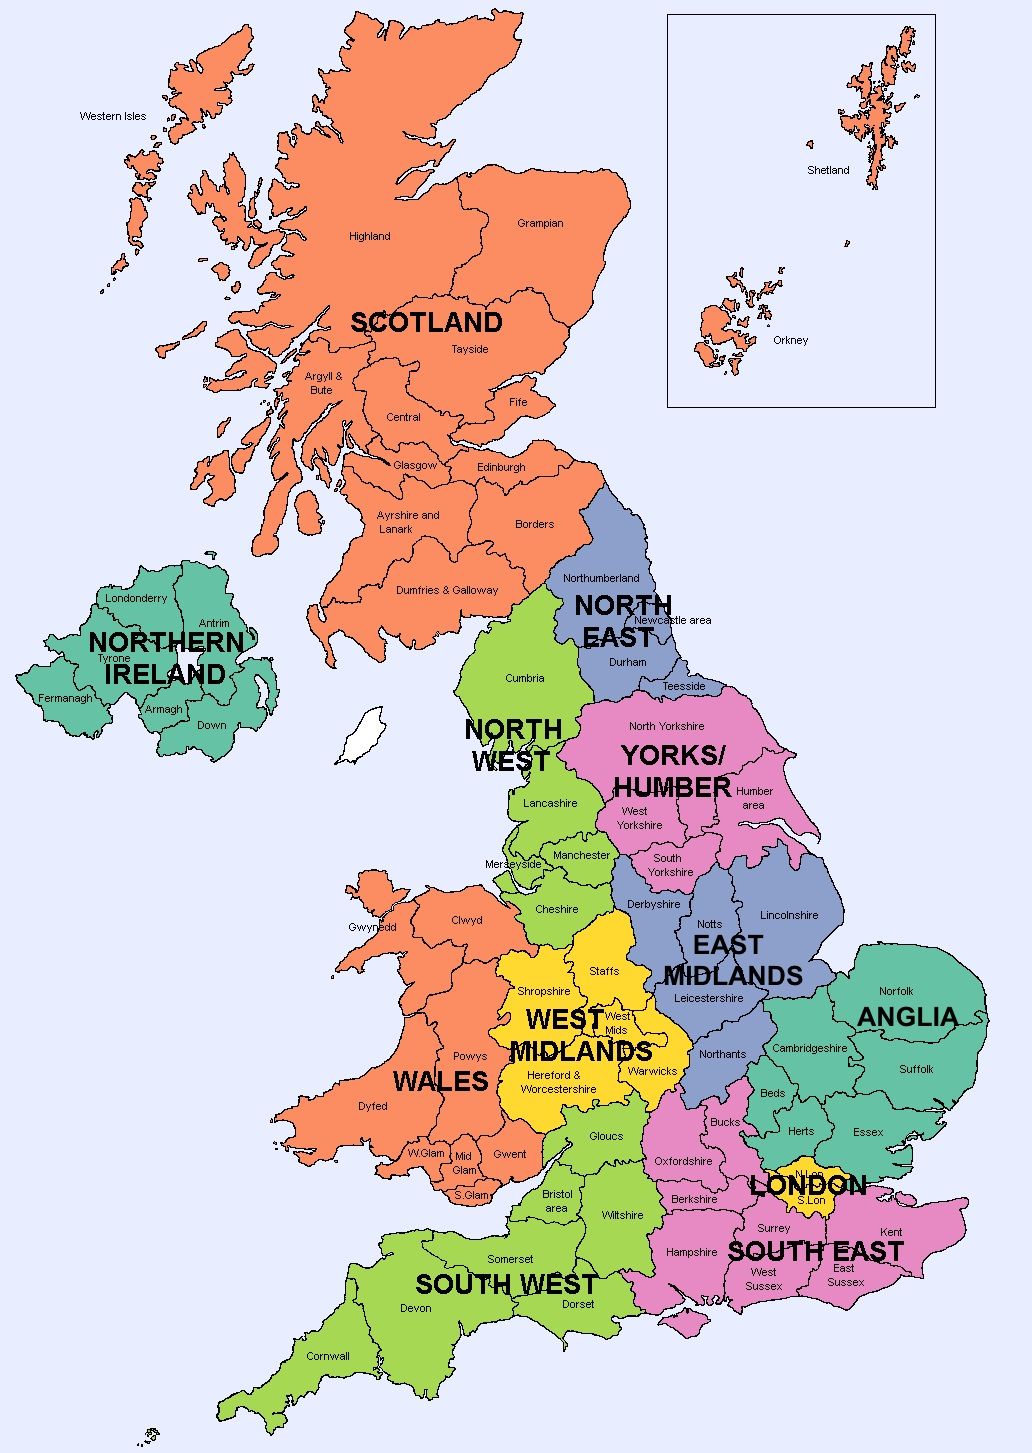 Western Isles
Shetland
Orkney
Highland
Grampian
SCOTLAND
Tayside
Argyll &
Bute
Central
Fife
Glasgow
Edinburgh
Ayrshire and
Lanark
Borders
Dumfries & Galloway
Londonderry
Antrim
NORTHERN
Tyrone
IRELAND
Fermanagh
Armagh
Down
Northumberland
NORTH
Newcastle area
EAST
Durham
Teesside
Cumbria
NORTH
WEST
Lancashire
Manchester
Merseyside
Cheshire
North Yorkshire
YORKS/
HUMBER
Humber
area
West
Yorkshire
South
Yorkshire
Derbyshire
Notts
Lincolnshire
EAST
MIDLANDS
Leicestershire
Northants
Gwynedd
Clwyd
Powys
WALES
Dyfed
W.Glam
Mid
Glam
Gwent
S.Glam
Staffs
Shropshire
WEST
West
Mids
MIDLANDS
Hereford &
Worcestershire
Warwicks
Norfolk
ANGLIA
Cambridgeshire
Suffolk
Beds
Herts
Essex
N.Lon
LONDON
S.Lon
Bucks
Oxfordshire
Berkshire
Surrey
Kent
Hampshire
SOUTH EAST
West
Sussex
East
Sussex
Gloucs
Bristol
area
Wiltshire
Somerset
SOUTH WEST
Devon
Dorset
Cornwall